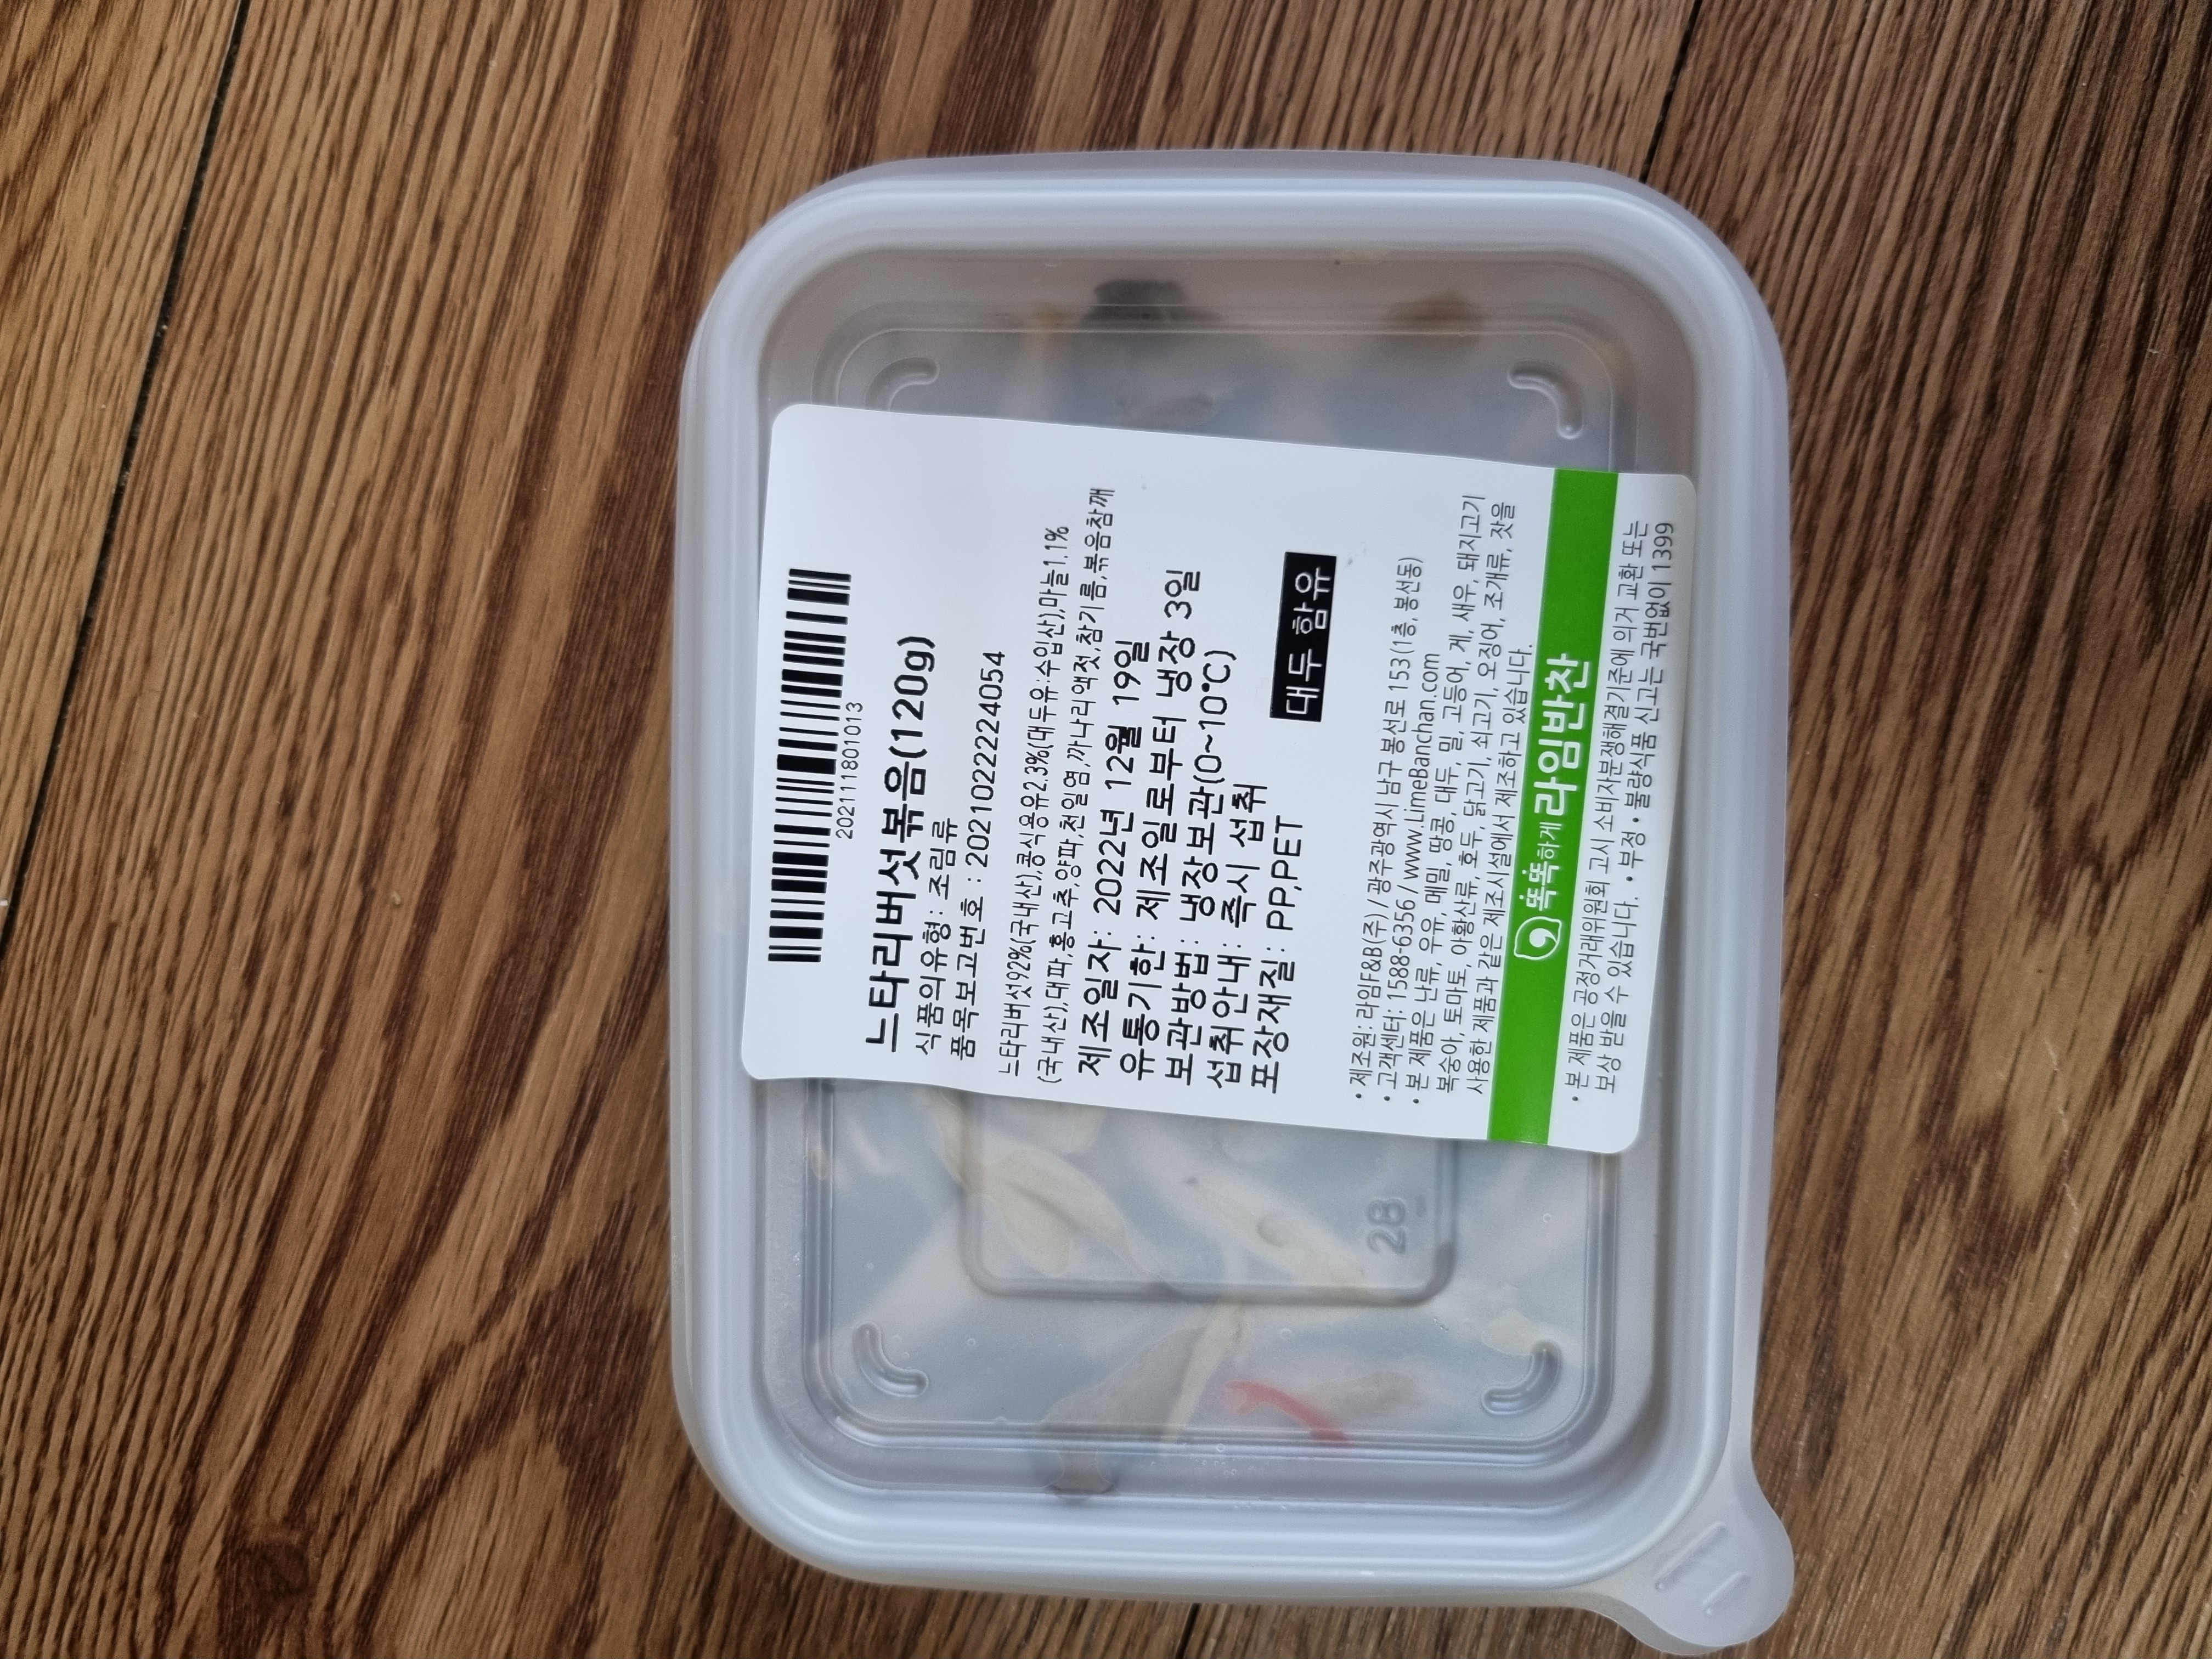 202111801013
느타리버섯볶음(120g)
식품의유형: 조림류
품목보고번호 : 2021022224054
느타리버섯92%(국내산),콩식용유2.3%(대두유:수입산),마늘1.1%
(국내산),대파,홍고추,양파,천일염,까나리액젓,참기름,볶음참깨
제조일자: 2022년 12월 19일
유통기한: 제조일로부터 냉장 3일
보관방법: 냉장보관(0~10℃)
섭취안내: 즉시 섭취
포장재질: PP,PET
대두 함유
• 제조원: 라임F&B(주) / 광주광역시 남구 봉선로 153(1층, 봉선동)
• 고객센터: 1588-6356 / www.LimeBanchan.com
• 본 제품은 난류, 우유, 메밀, 땅콩, 대두, 밀, 고등어, 게, 새우, 돼지고기
복숭아, 토마토, 아황산류, 호두, 닭고기, 쇠고기, 오징어, 조개류, 잣을
사용한 제품과 같은 제조시설에서 제조하고 있습니다.
똑똑하게 라임반찬
• 본 제품은 공정거래위원회 고시 소비자분쟁해결기준에 의거 교환 또는
보상 받을 수 있습니다. • 부정 • 불량식품 신고는 국번없이 1399
28